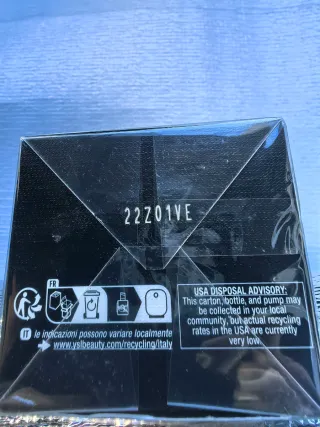 22Z01VE
FR
IT le indicazioni possono variare localmente
www.yslbeauty.com/recycling/italy
USA DISPOSAL ADVISORY:
This carton, bottle, and pump may
be collected in your local
community, but actual recycling
rates in the USA are currently
very low.